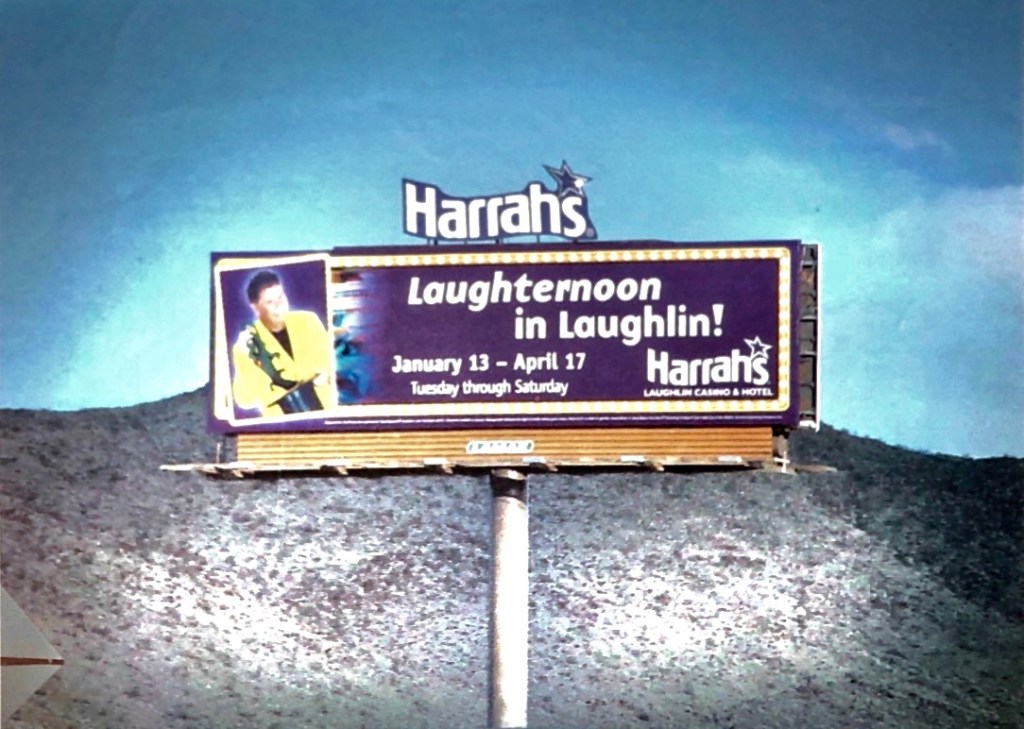 Harrah's
Laughternoon
in Laughlin!
January 13 – April 17
Tuesday through Saturday
Harrah's
LAUGHLIN CASINO & HOTEL